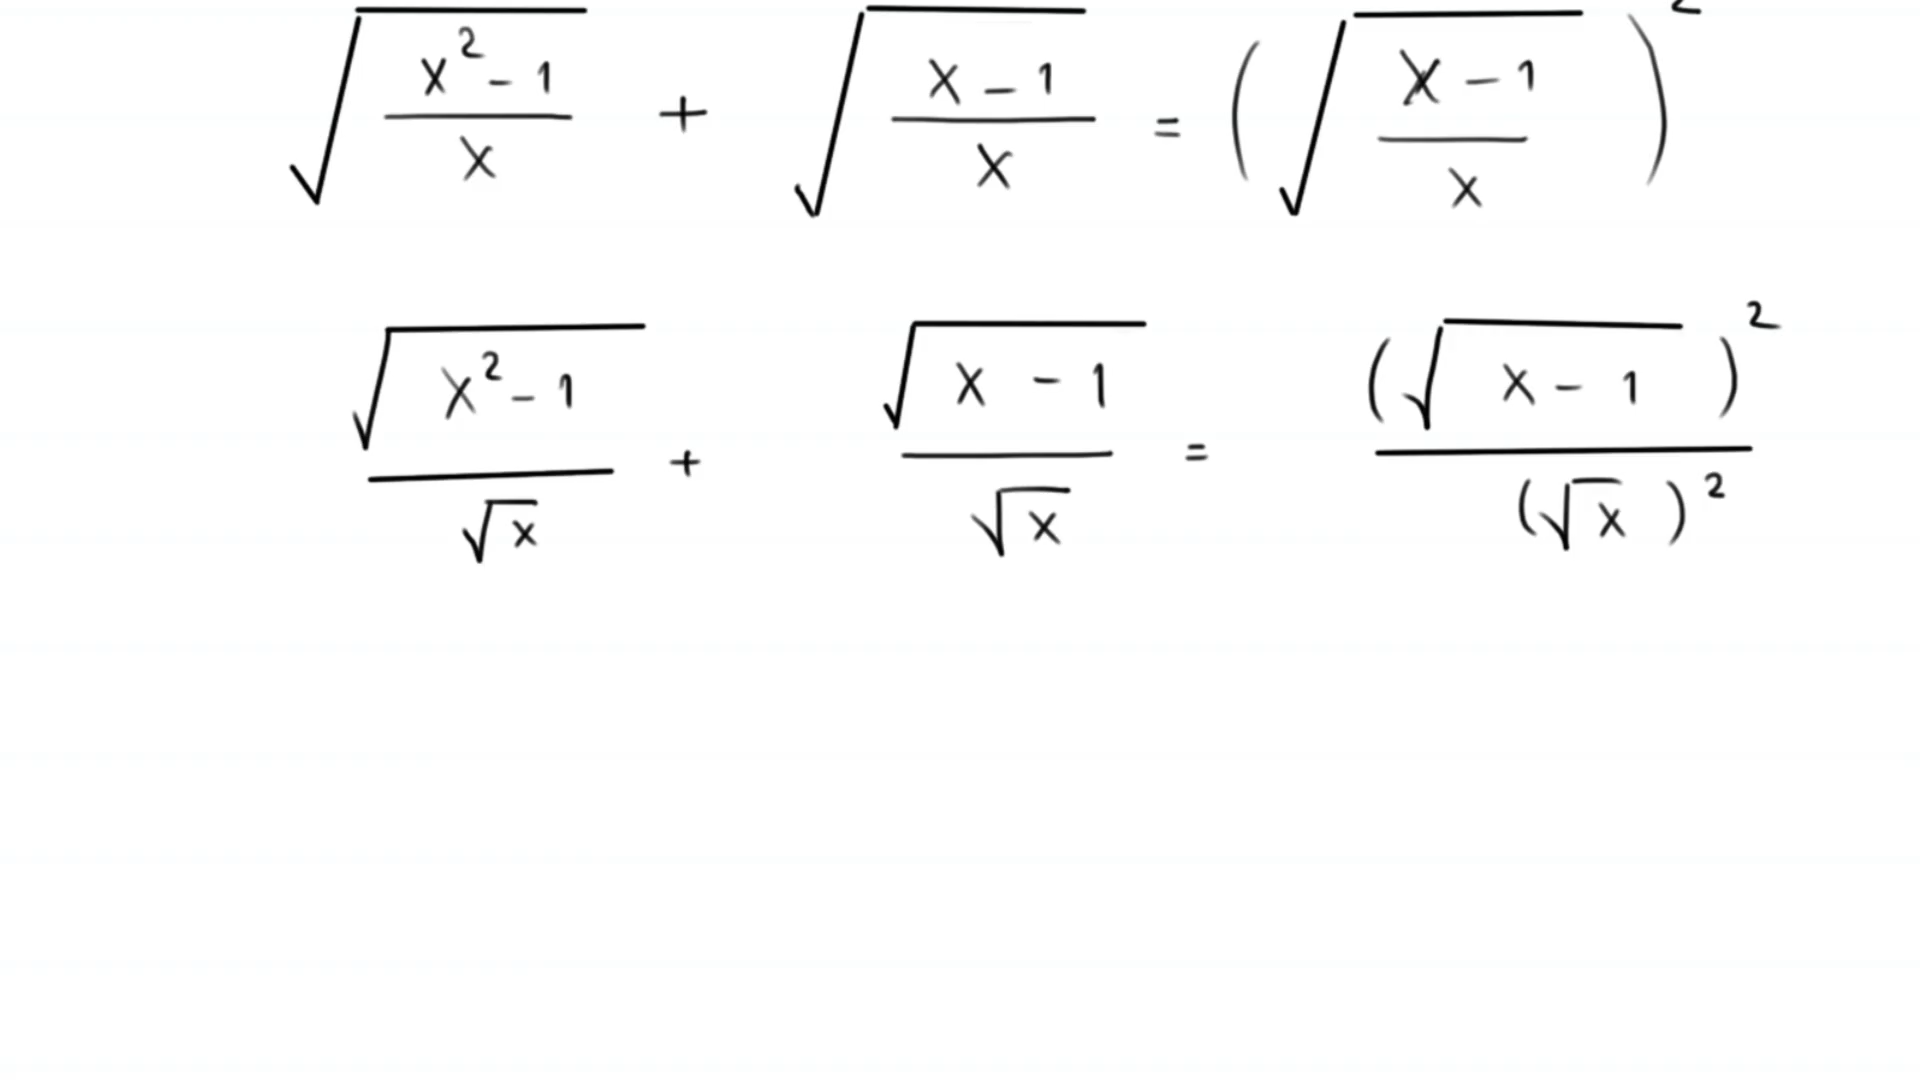 √((x² - 1)/x) + √((x - 1)/x) = (√((x - 1)/x))²
√(x² - 1)/√x + √(x - 1)/√x = (√(x - 1))²/(√x)²